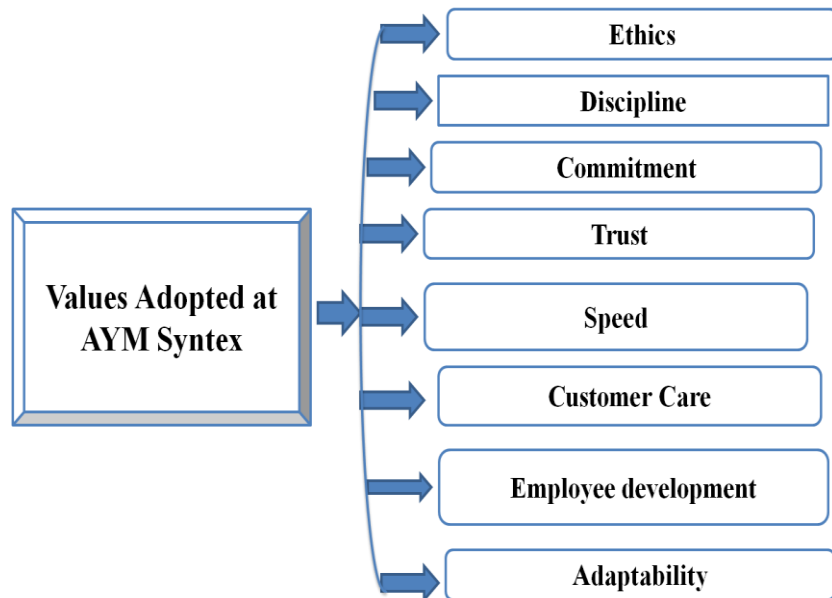 Ethics
Discipline
Commitment
Trust
Values Adopted at
AYM Syntex
Speed
Customer Care
Employee development
Adaptability